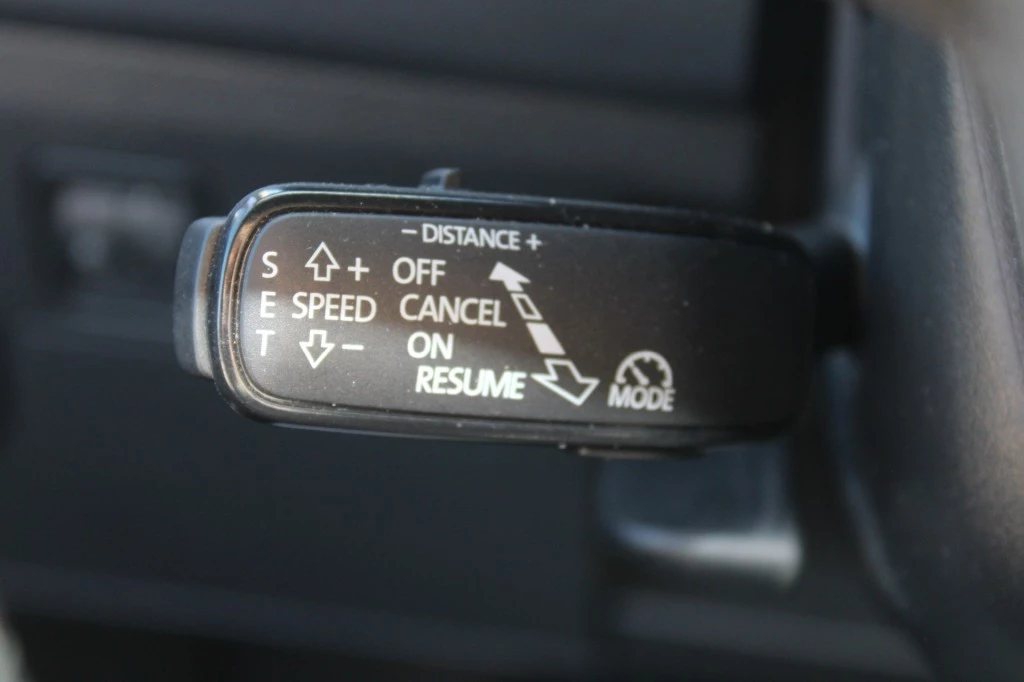 - DISTANCE +
S + OFF
E SPEED CANCEL
T - ON
RESUME
MODE